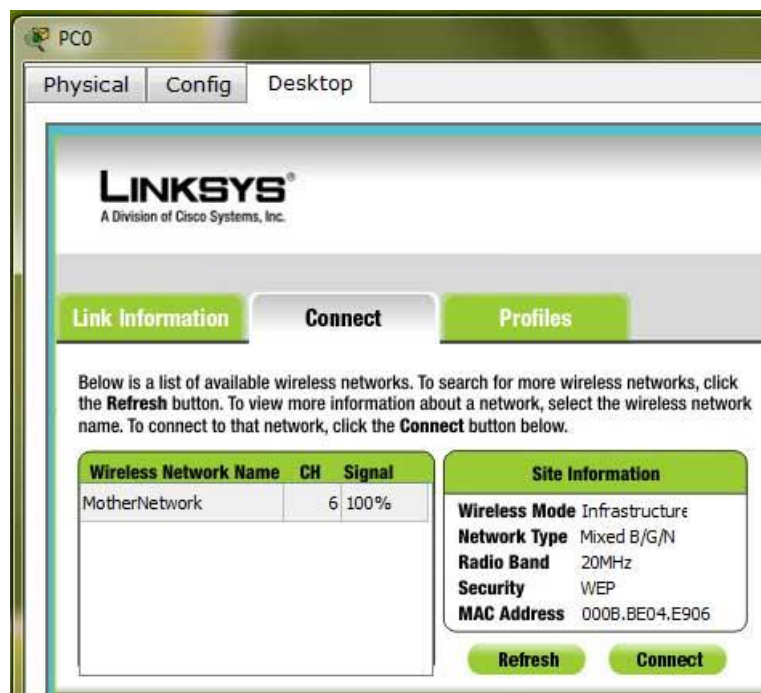 PC0
Physical Config Desktop
LINKSYS®
A Division of Cisco Systems, Inc.
Link Information Connect Profiles
Below is a list of available wireless networks. To search for more wireless networks, click
the Refresh button. To view more information about a network, select the wireless network
name. To connect to that network, click the Connect button below.
Wireless Network Name CH Signal
MotherNetwork 6 100%
Site Information
Wireless Mode Infrastructure
Network Type Mixed B/G/N
Radio Band 20MHz
Security WEP
MAC Address 000B.BE04.E906
Refresh Connect